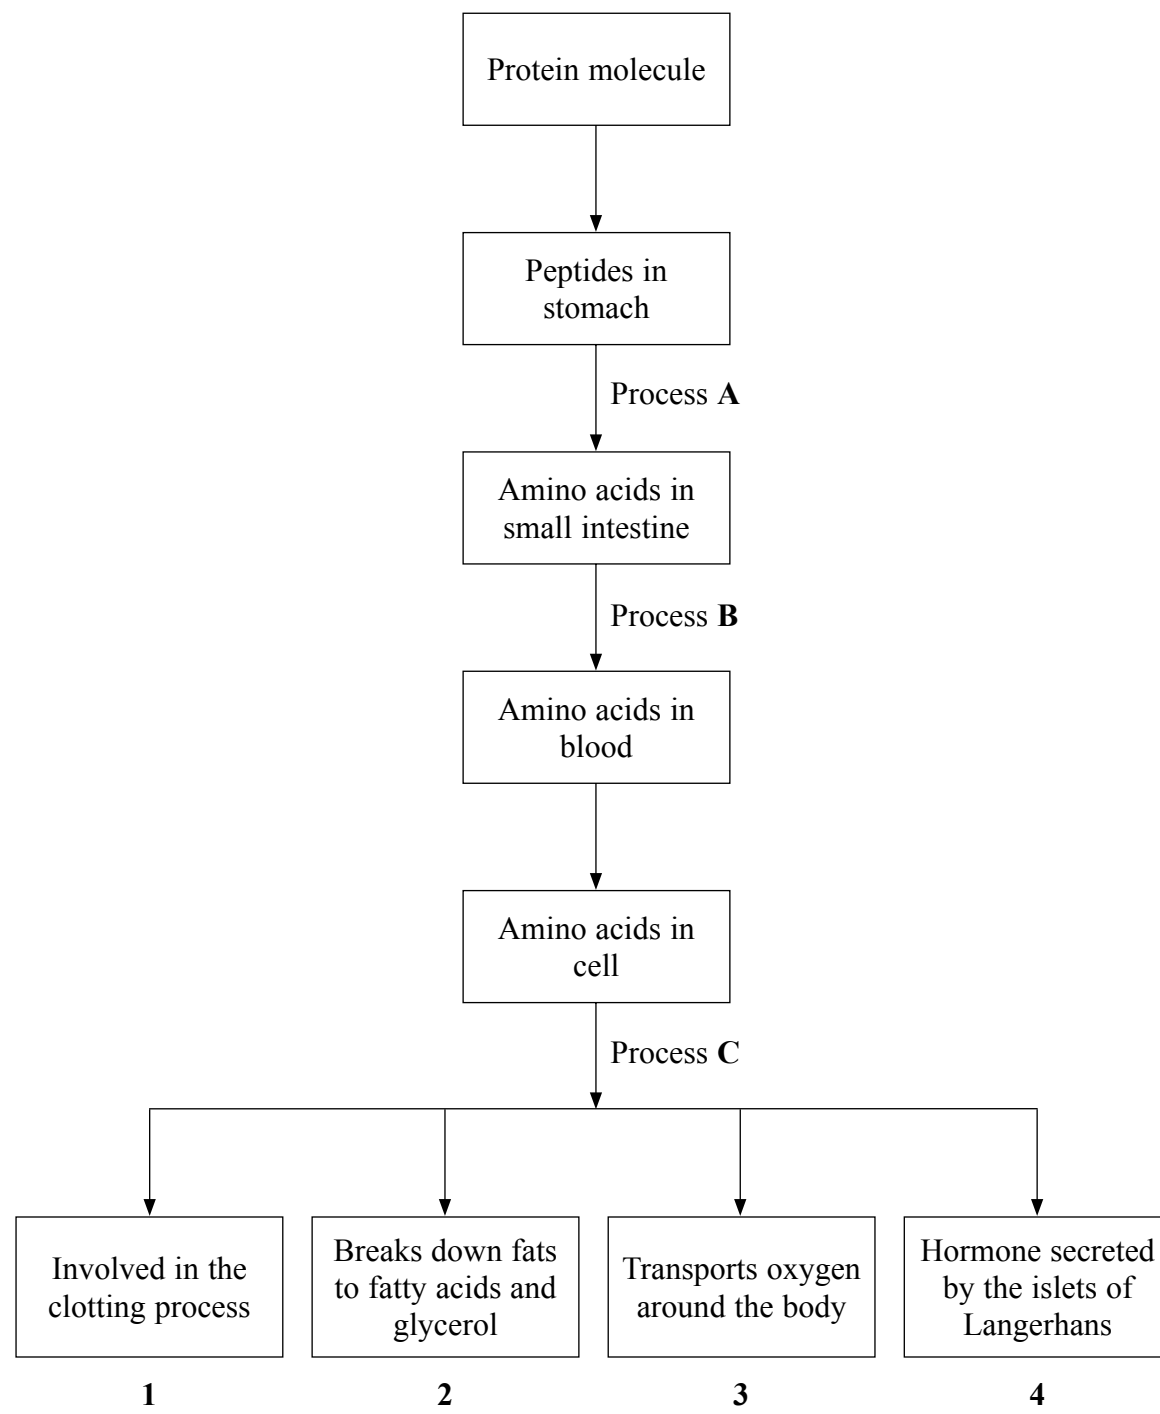 Protein molecule
Peptides in
stomach
Process A
Amino acids in
small intestine
Process B
Amino acids in
blood
Amino acids in
cell
Process C
Involved in the
clotting process
Breaks down fats
to fatty acids and
glycerol
Transports oxygen
around the body
Hormone secreted
by the islets of
Langerhans
1
2
3
4